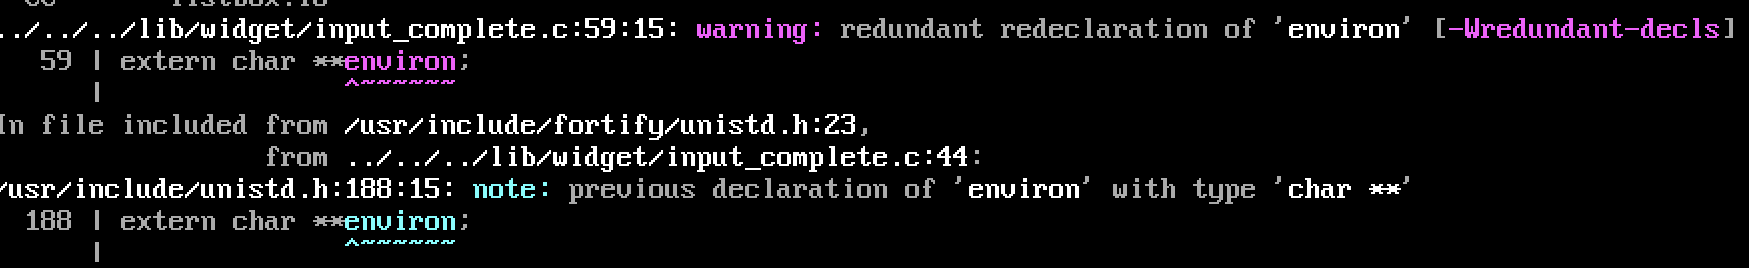 ../../../lib/widget/input_complete.c:59:15: warning: redundant redeclaration of 'environ' [-Wredundant-decls]
   59 | extern char **environ;
      |               ^~~~~~~
In file included from /usr/include/fortify/unistd.h:23,
                 from ../../../lib/widget/input_complete.c:44:
/usr/include/unistd.h:188:15: note: previous declaration of 'environ' with type 'char **'
  188 | extern char **environ;
      |               ^~~~~~~